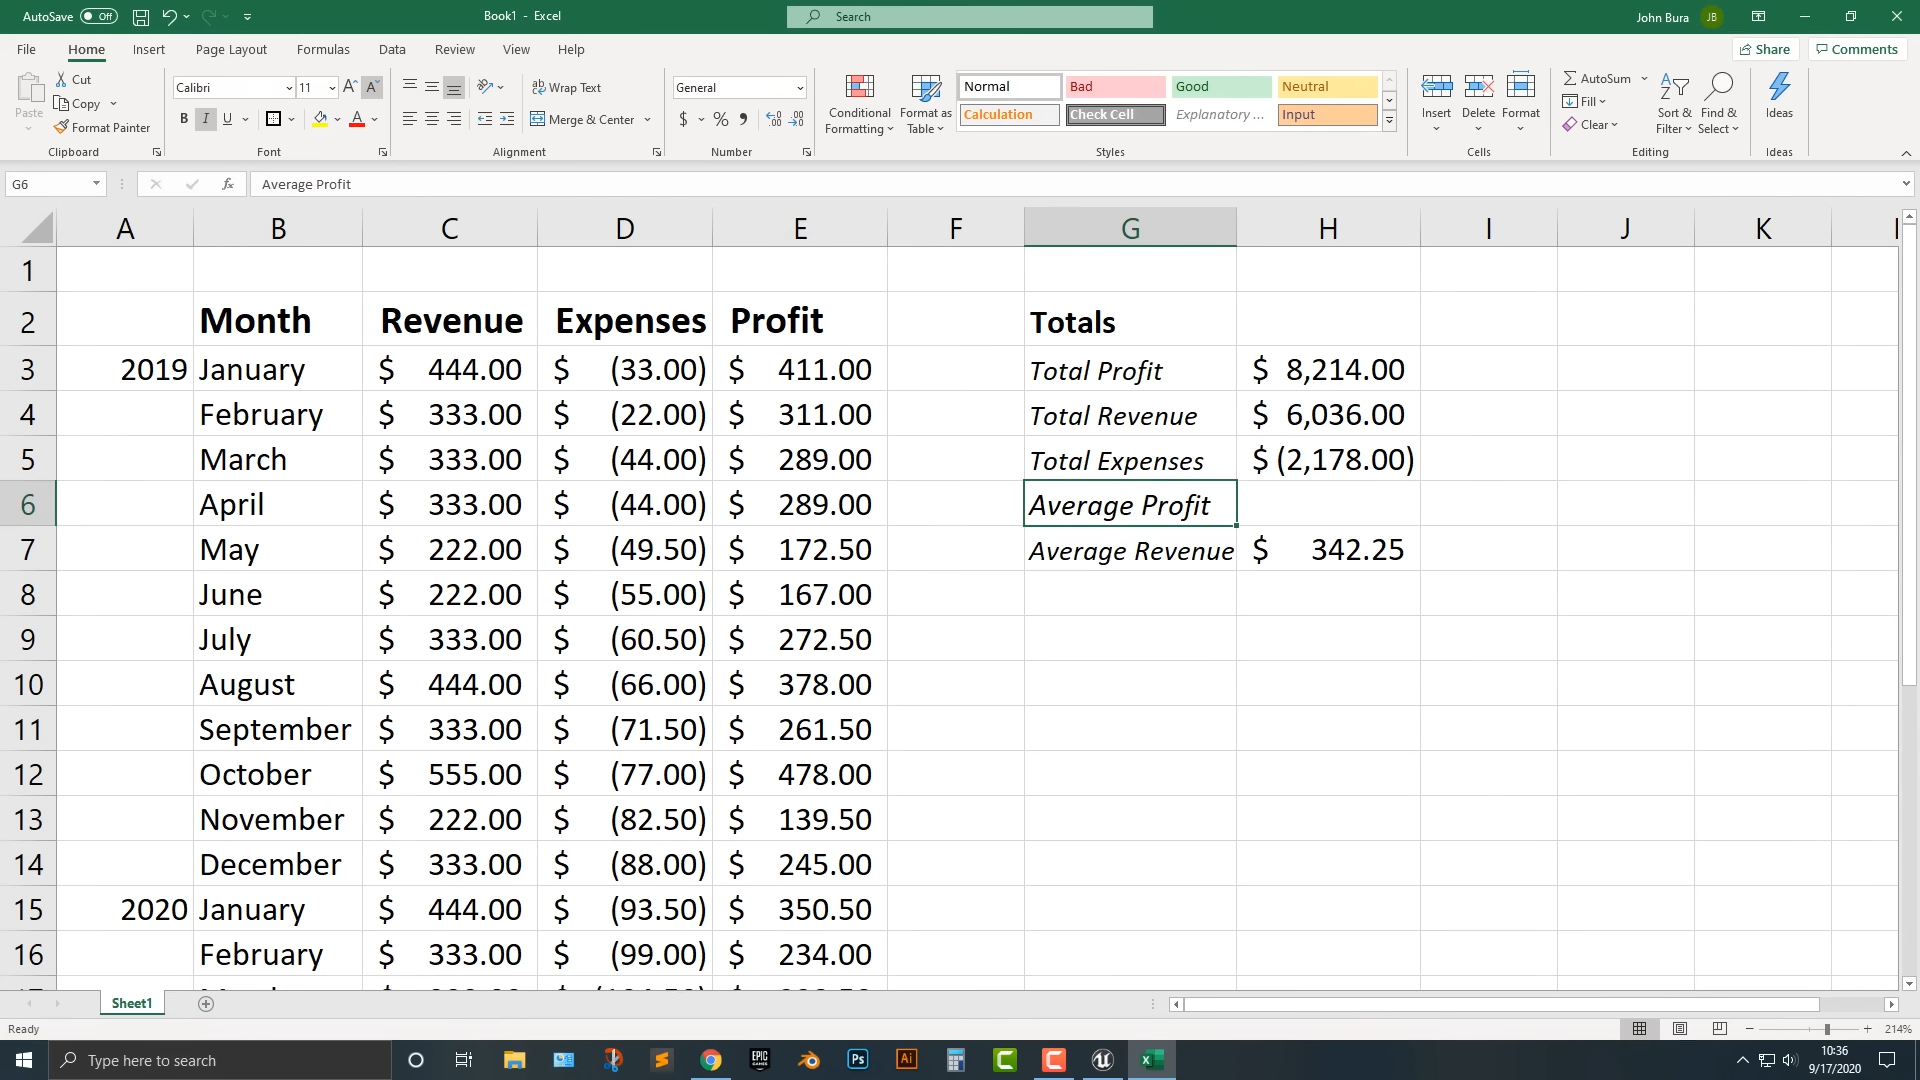 AutoSave Off Book1 - Excel Search John Bura JB
File Home Insert Page Layout Formulas Data Review View Help Share Comments
Paste Cut Copy Format Painter
Clipboard
Calibri 11 A A B I U A
Font
ab Wrap Text
Merge & Center
Alignment
General
$ % ,
Number
Conditional Formatting
Format as Table
Normal Bad Good Neutral
Calculation Check Cell Explanatory ... Input
Styles
Insert Delete Format
Cells
AutoSum
Fill
Clear
Sort & Filter
Find & Select
Editing
Ideas
Ideas
G6 fx Average Profit
A B C D E F G H I J K
1
2 Month Revenue Expenses Profit Totals
3 2019 January $ 444.00 $ (33.00) $ 411.00 Total Profit $ 8,214.00
4 February $ 333.00 $ (22.00) $ 311.00 Total Revenue $ 6,036.00
5 March $ 333.00 $ (44.00) $ 289.00 Total Expenses $ (2,178.00)
6 April $ 333.00 $ (44.00) $ 289.00 Average Profit
7 May $ 222.00 $ (49.50) $ 172.50 Average Revenue $ 342.25
8 June $ 222.00 $ (55.00) $ 167.00
9 July $ 333.00 $ (60.50) $ 272.50
10 August $ 444.00 $ (66.00) $ 378.00
11 September $ 333.00 $ (71.50) $ 261.50
12 October $ 555.00 $ (77.00) $ 478.00
13 November $ 222.00 $ (82.50) $ 139.50
14 December $ 333.00 $ (88.00) $ 245.00
15 2020 January $ 444.00 $ (93.50) $ 350.50
16 February $ 333.00 $ (99.00) $ 234.00
Sheet1
Ready 214%
Type here to search EPIC GAMES Ps Ai 10:36
9/17/2020